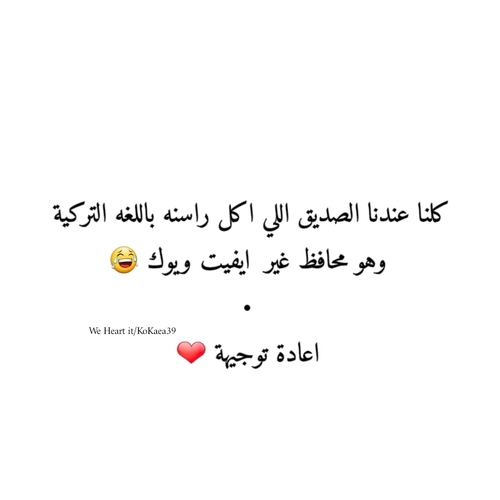 كلنا عندنا الصديق اللي اكل راسنه باللغه التركية
وهو محافظ غير ايفيت ويوك 😂
•
We Heart it/KoKaea39
اعادة توجيهة ❤